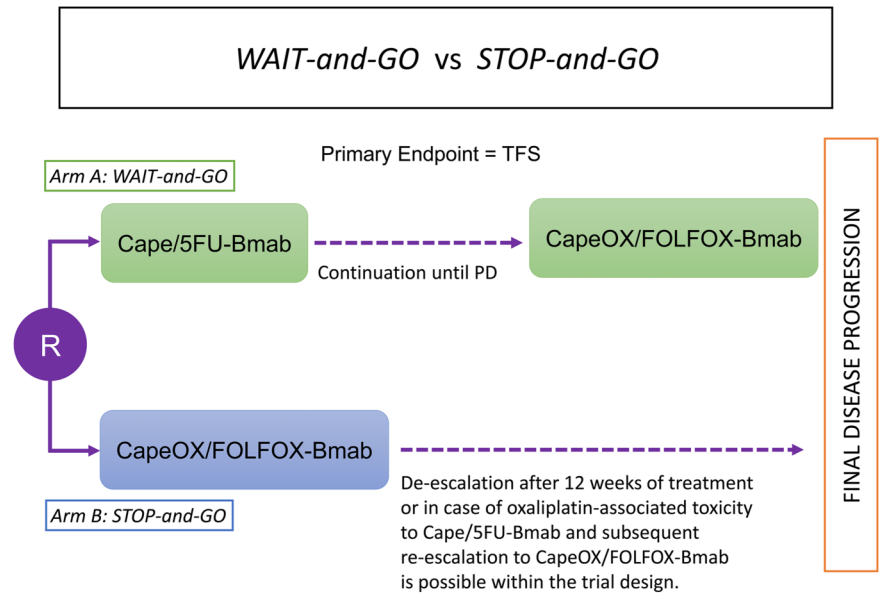 WAIT-and-GO vs STOP-and-GO
Primary Endpoint = TFS
Arm A: WAIT-and-GO
Cape/5FU-Bmab
Continuation until PD
CapeOX/FOLFOX-Bmab
R
CapeOX/FOLFOX-Bmab
Arm B: STOP-and-GO
De-escalation after 12 weeks of treatment
or in case of oxaliplatin-associated toxicity
to Cape/5FU-Bmab and subsequent
re-escalation to CapeOX/FOLFOX-Bmab
is possible within the trial design.
FINAL DISEASE PROGRESSION